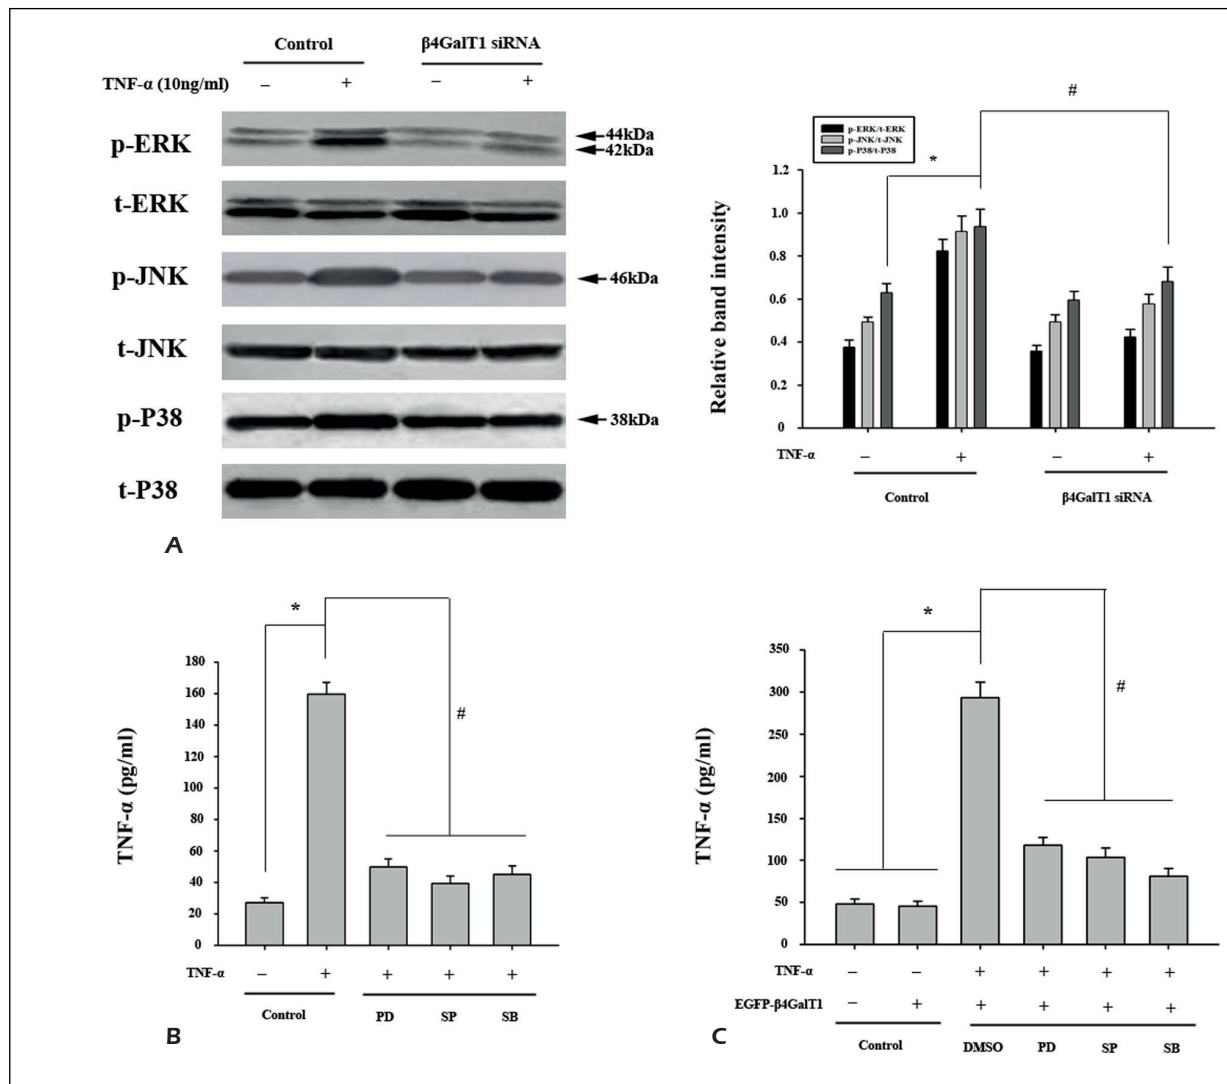 Control β4GalT1 siRNA
TNF-α (10ng/ml) – + – +
p-ERK 44kDa
42kDa
t-ERK
p-JNK 46kDa
t-JNK
p-P38 38kDa
t-P38
A
#
p-ERK/t-ERK
p-JNK/t-JNK
p-P38/t-P38
*
Relative band intensity
1.2
1.0
0.8
0.6
0.4
0.2
0
TNF-α – + – +
Control β4GalT1 siRNA
*
#
TNF-α (pg/ml)
180
160
140
120
100
80
60
40
20
0
TNF-α – + + + +
Control PD SP SB
B
*
#
TNF-α (pg/ml)
350
300
250
200
150
100
50
0
TNF-α – – + + + +
EGFP-β4GalT1 – + + + + +
Control DMSO PD SP SB
C